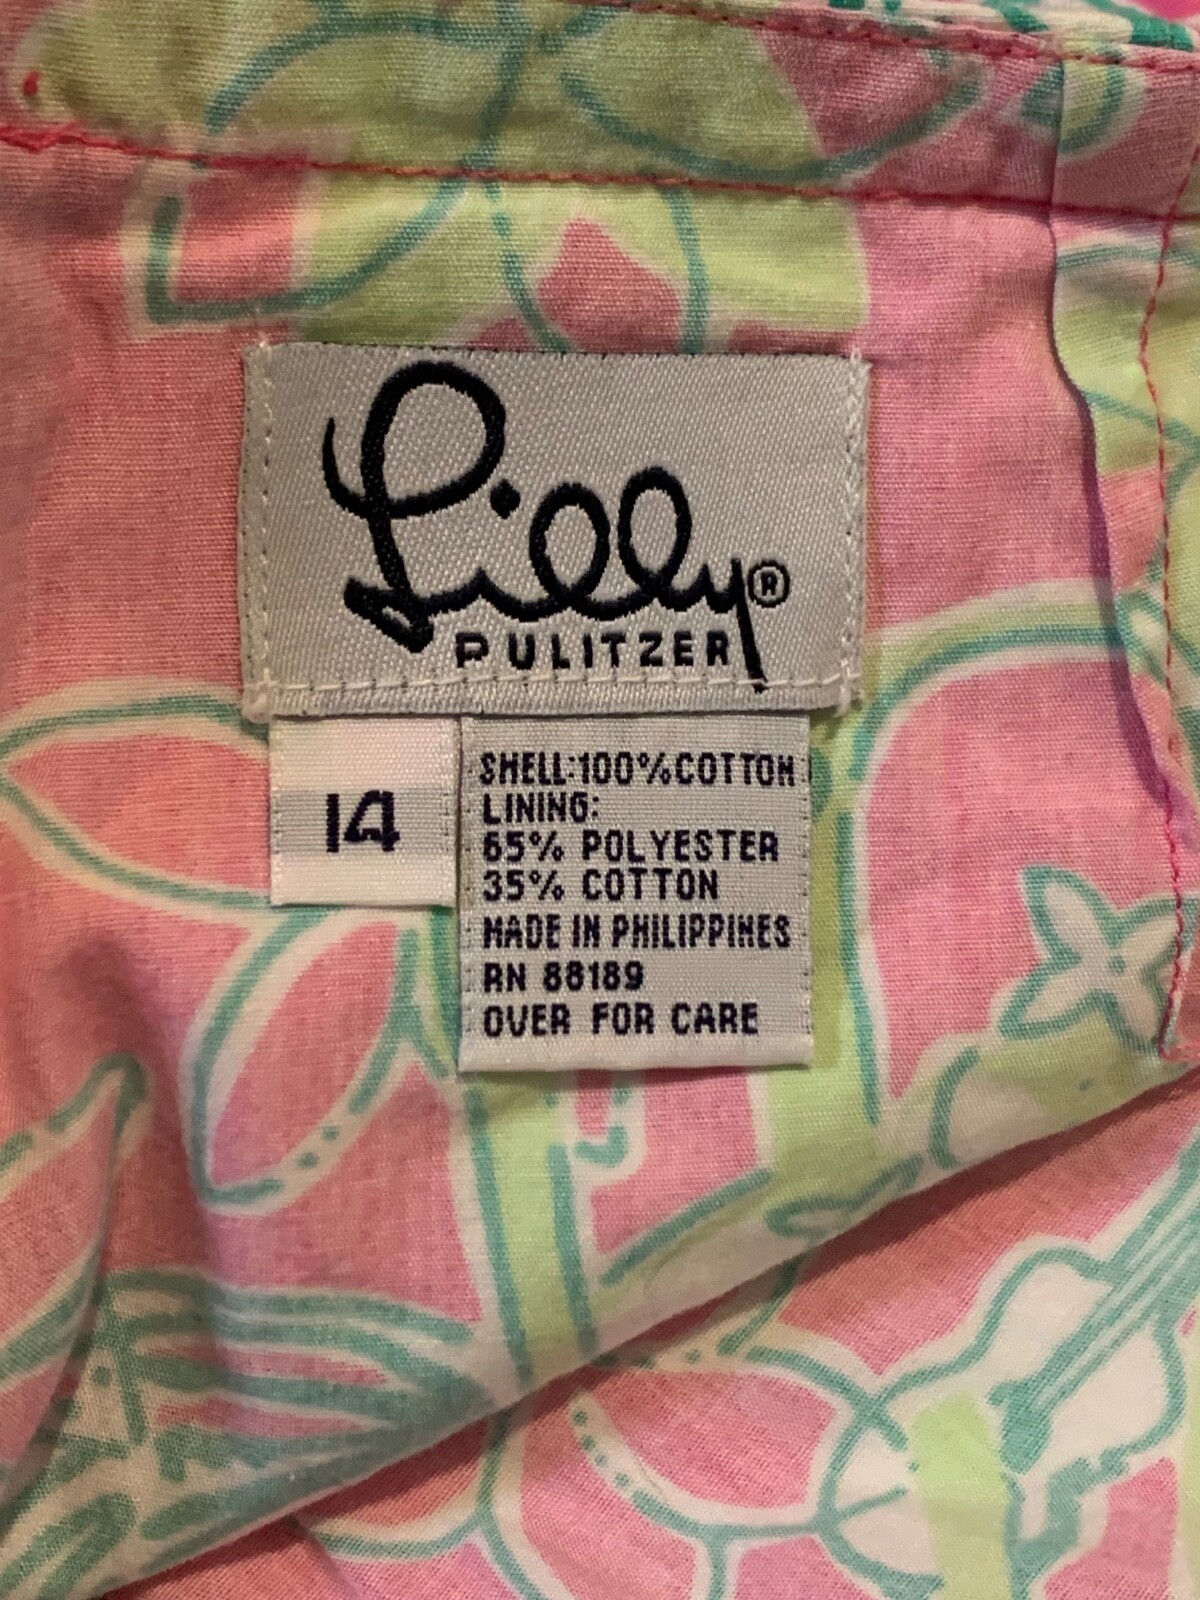 Lilly®
PULITZER
14
SHELL:100%COTTON
LINING:
65% POLYESTER
35% COTTON
MADE IN PHILIPPINES
RN 88189
OVER FOR CARE